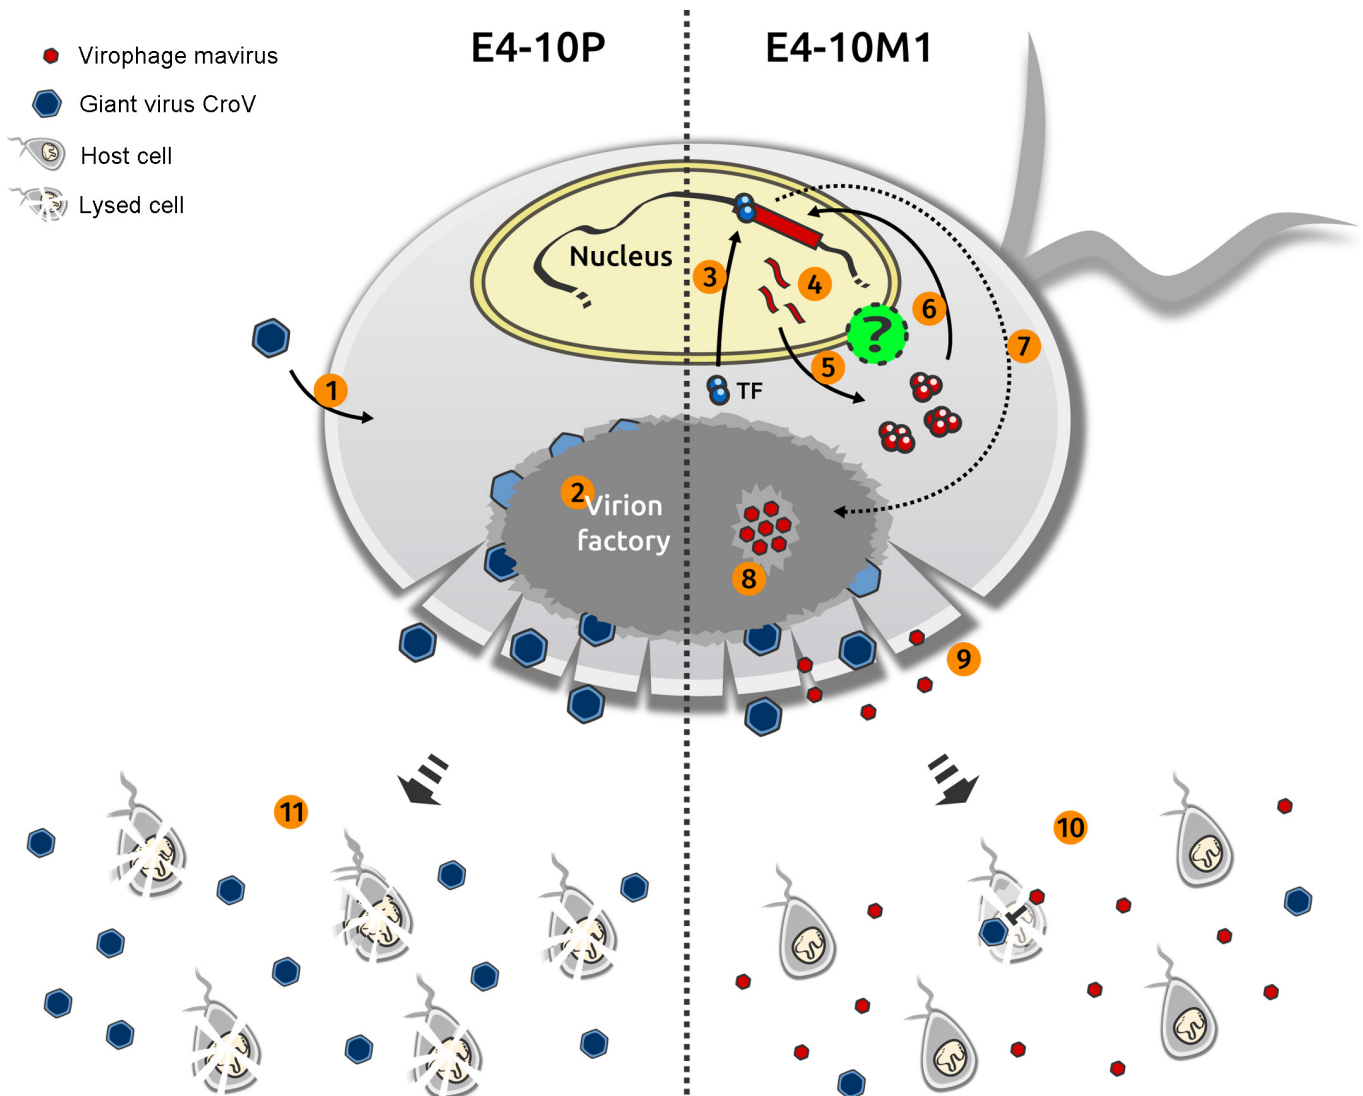 E4-10P
E4-10M1
Virophage mavirus
Giant virus CroV
Host cell
Lysed cell
Nucleus
3
4
6
?
7
5
1
TF
2
Virion
factory
8
9
11
10